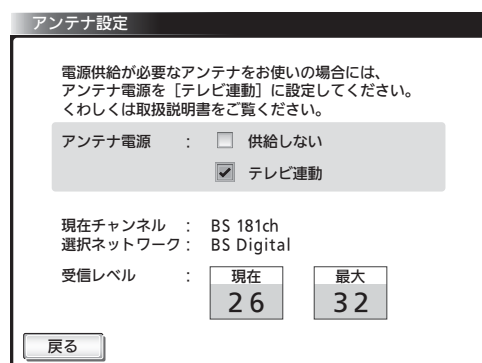 アンテナ設定
電源供給が必要なアンテナをお使いの場合には、
アンテナ電源を［テレビ連動］に設定してください。
くわしくは取扱説明書をご覧ください。
アンテナ電源 : 供給しない
テレビ連動
現在チャンネル : BS 181ch
選択ネットワーク : BS Digital
受信レベル : 現在 最大
26 32
戻る